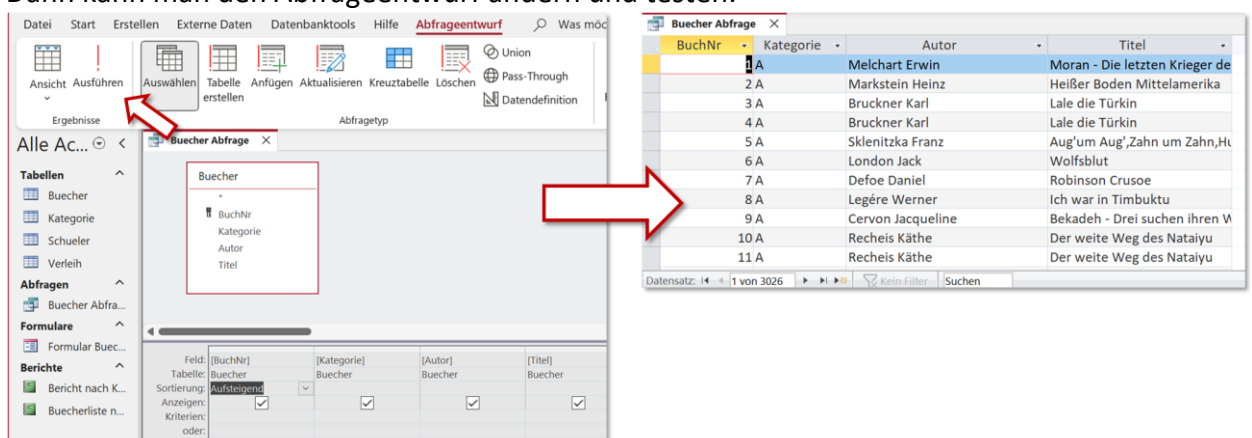 Dann kann man den Abfrageentwurf ändern und testen.
Datei Start Erstellen Externe Daten Datenbanktools Hilfe Abfrageentwurf Was möc
Ansicht Ausführen Auswählen Tabelle erstellen Anfügen Aktualisieren Kreuztabelle Löschen
Union
Pass-Through
Datendefinition
Ergebnisse
Abfragetyp
Alle Ac...
Tabellen
Buecher
Kategorie
Schueler
Verleih
Abfragen
Buecher Abfra...
Formulare
Formular Buec...
Berichte
Bericht nach K...
Buecherliste n...
Buecher Abfrage
Buecher
*
BuchNr
Kategorie
Autor
Titel
Feld: [BuchNr] [Kategorie] [Autor] [Titel]
Tabelle: Buecher Buecher Buecher Buecher
Sortierung: Aufsteigend
Anzeigen:
Kriterien:
oder:
Buecher Abfrage
BuchNr Kategorie Autor Titel
1 A Melchart Erwin Moran - Die letzten Krieger de
2 A Markstein Heinz Heißer Boden Mittelamerika
3 A Bruckner Karl Lale die Türkin
4 A Bruckner Karl Lale die Türkin
5 A Sklenitzka Franz Aug'um Aug',Zahn um Zahn,Hu
6 A London Jack Wolfsblut
7 A Defoe Daniel Robinson Crusoe
8 A Legére Werner Ich war in Timbuktu
9 A Cervon Jacqueline Bekadeh - Drei suchen ihren W
10 A Recheis Käthe Der weite Weg des Nataiyu
11 A Recheis Käthe Der weite Weg des Nataiyu
Datensatz: 1 von 3026 Kein Filter Suchen